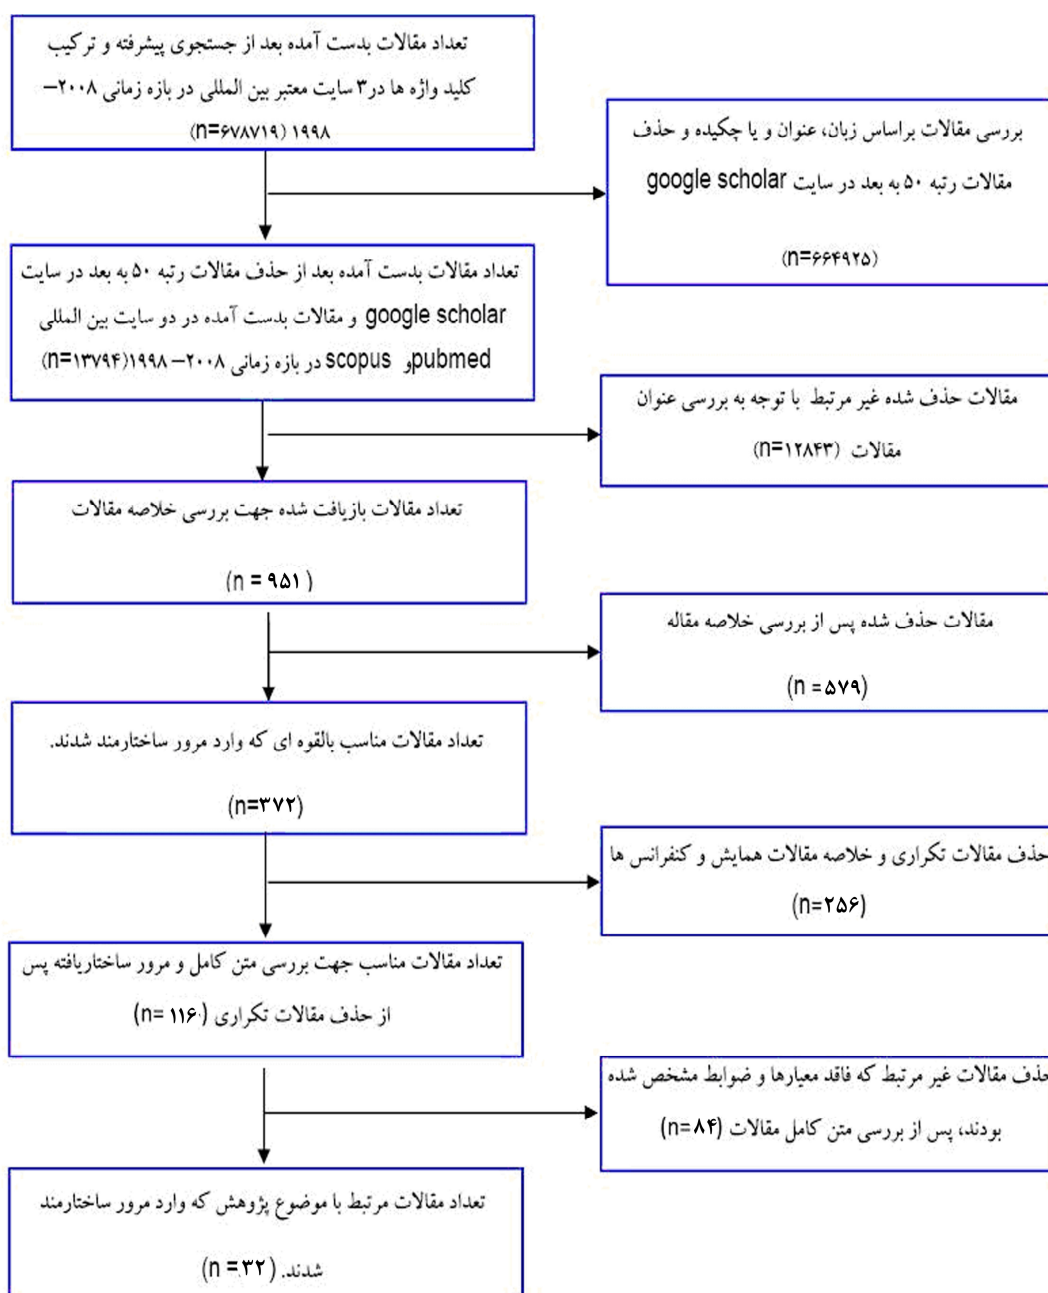 تعداد مقالات بدست آمده بعد از جستجوی پیشرفته و ترکیب
کلید واژه ها در۳ سایت معتبر بین المللی در بازه زمانی ۲۰۰۸–
۱۹۹۸ (n=۶۷۸۷۱۹)
بررسی مقالات براساس زبان، عنوان و یا چکیده و حذف
مقالات رتبه ۵۰ به بعد در سایت google scholar
(n=۶۶۴۹۲۵)
تعداد مقالات بدست آمده بعد از حذف مقالات رتبه ۵۰ به بعد در سایت
google scholar و مقالات بدست آمده در دو سایت بین المللی
pubmedو scopus در بازه زمانی ۲۰۰۸–۱۹۹۸(n=۱۳۷۹۴)
مقالات حذف شده غیر مرتبط با توجه به بررسی عنوان
مقالات (n=۱۲۸۴۳)
تعداد مقالات بازیافت شده جهت بررسی خلاصه مقالات
(n = ۹۵۱)
مقالات حذف شده پس از بررسی خلاصه مقاله
(n =۵۷۹)
تعداد مقالات مناسب بالقوه ای که وارد مرور ساختارمند شدند.
(n=۳۷۲)
حذف مقالات تکراری و خلاصه مقالات همایش و کنفرانس ها
(n=۲۵۶)
تعداد مقالات مناسب جهت بررسی متن کامل و مرور ساختاریافته پس
از حذف مقالات تکراری (n= ۱۱۶)
حذف مقالات غیر مرتبط که فاقد معیارها و ضوابط مشخص شده
بودند، پس از بررسی متن کامل مقالات (n=۸۴)
تعداد مقالات مرتبط با موضوع پژوهش که وارد مرور ساختارمند
شدند. (n =۳۲)